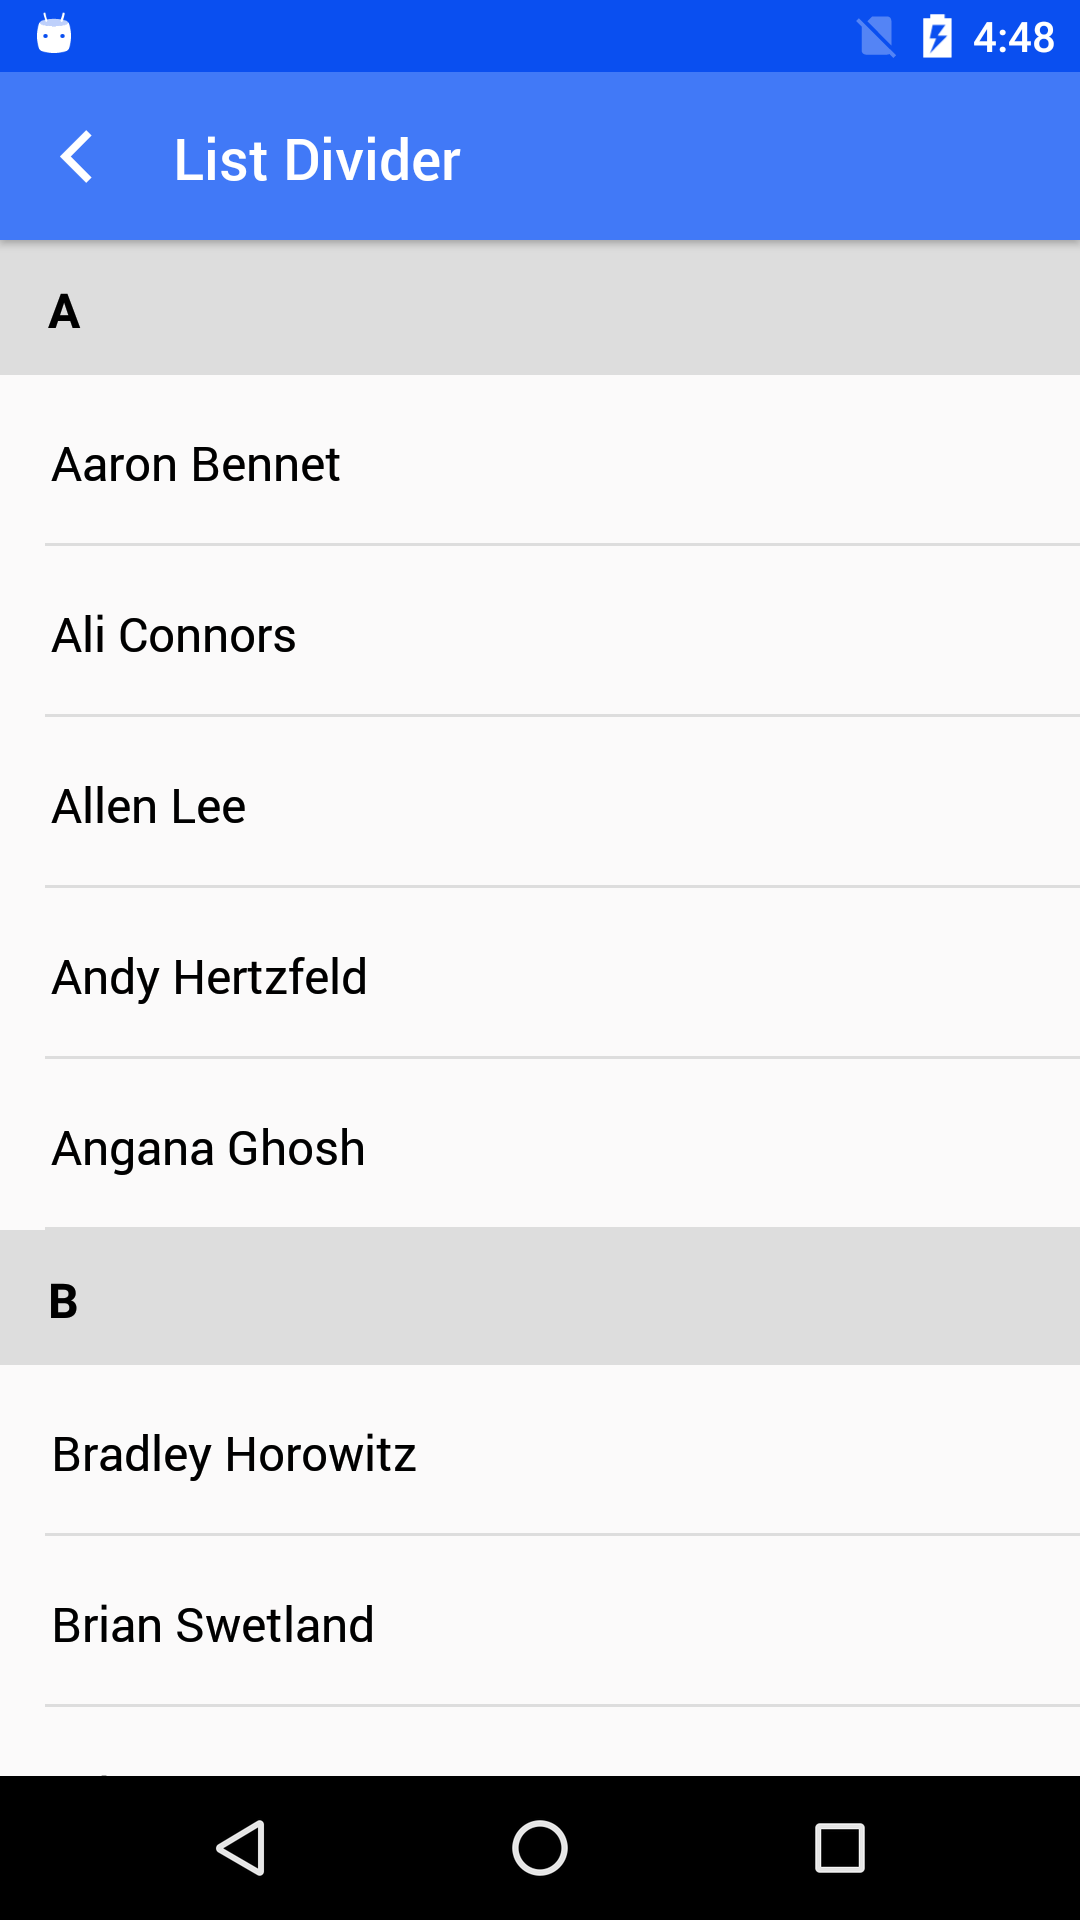 4:48
List Divider
A
Aaron Bennet
Ali Connors
Allen Lee
Andy Hertzfeld
Angana Ghosh
B
Bradley Horowitz
Brian Swetland